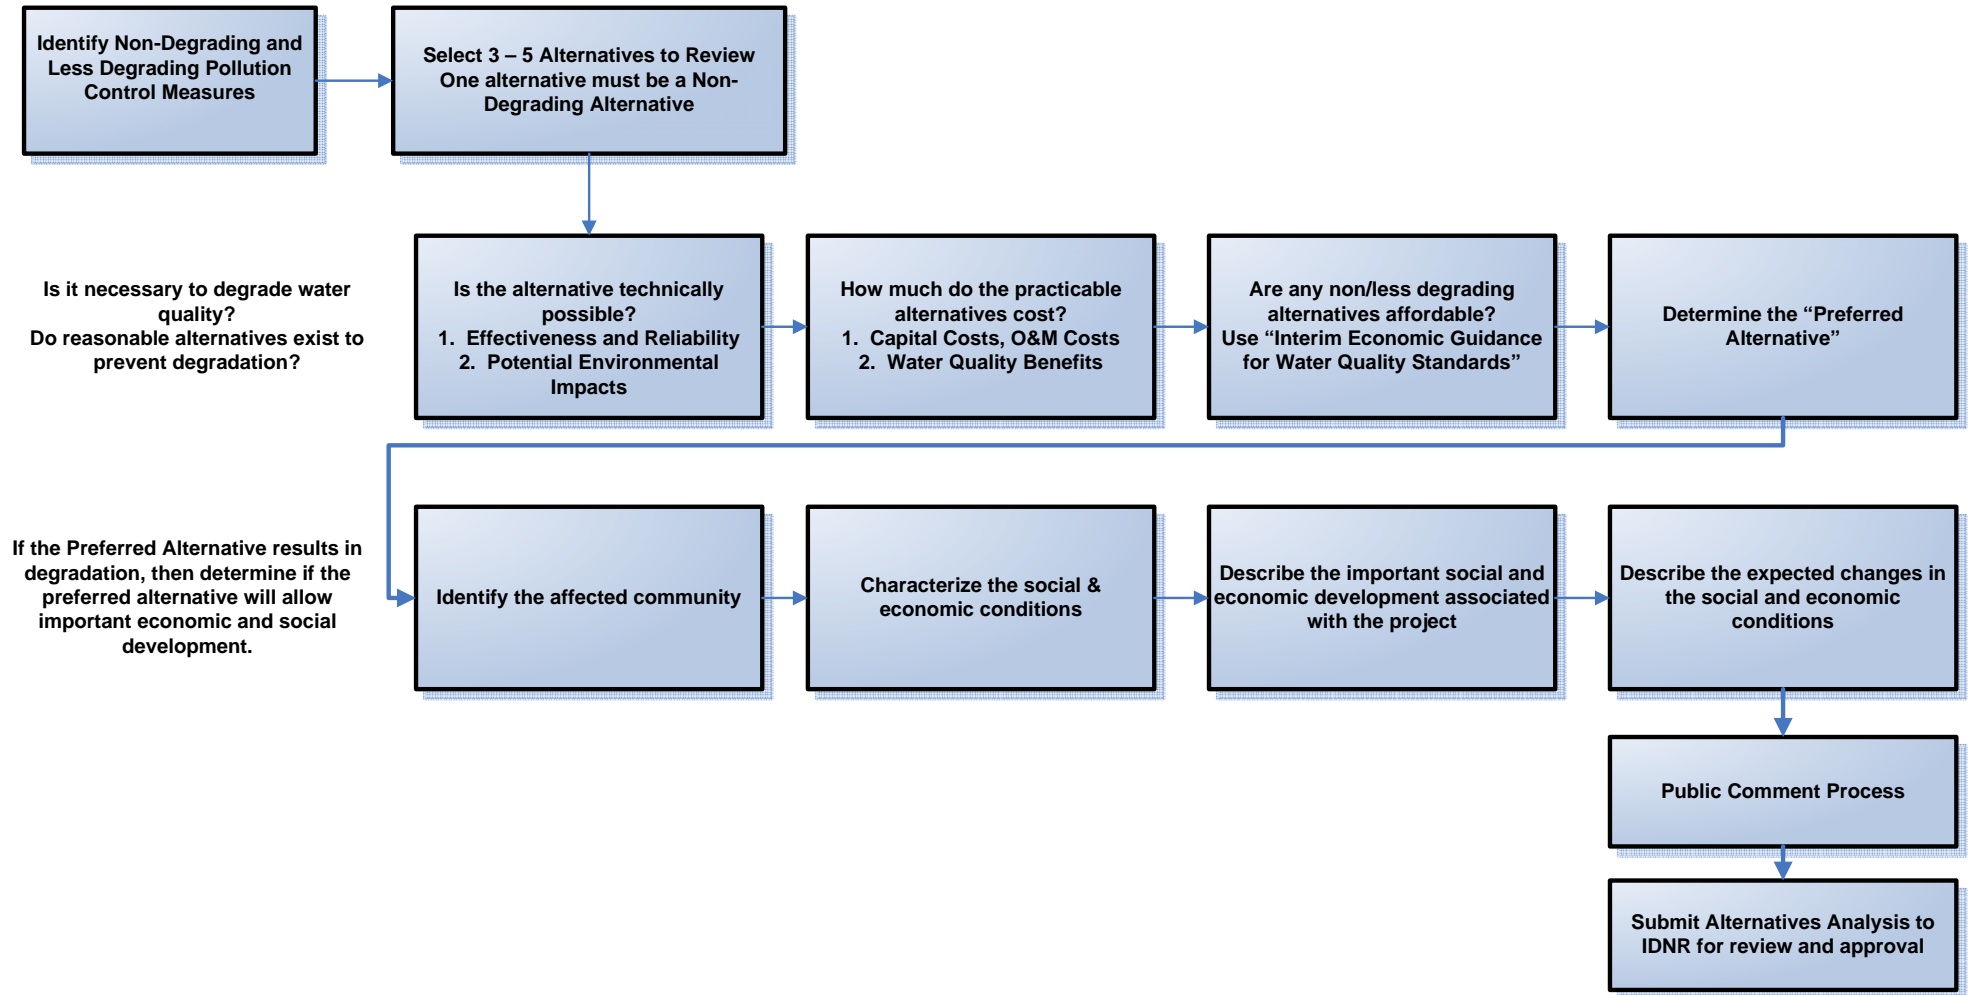 Identify Non-Degrading and
Less Degrading Pollution
Control Measures
Select 3 – 5 Alternatives to Review
One alternative must be a Non-
Degrading Alternative
Is it necessary to degrade water
quality?
Do reasonable alternatives exist to
prevent degradation?
Is the alternative technically
possible?
1. Effectiveness and Reliability
2. Potential Environmental
Impacts
How much do the practicable
alternatives cost?
1. Capital Costs, O&M Costs
2. Water Quality Benefits
Are any non/less degrading
alternatives affordable?
Use “Interim Economic Guidance
for Water Quality Standards”
Determine the “Preferred
Alternative”
If the Preferred Alternative results in
degradation, then determine if the
preferred alternative will allow
important economic and social
development.
Identify the affected community
Characterize the social &
economic conditions
Describe the important social and
economic development associated
with the project
Describe the expected changes in
the social and economic
conditions
Public Comment Process
Submit Alternatives Analysis to
IDNR for review and approval